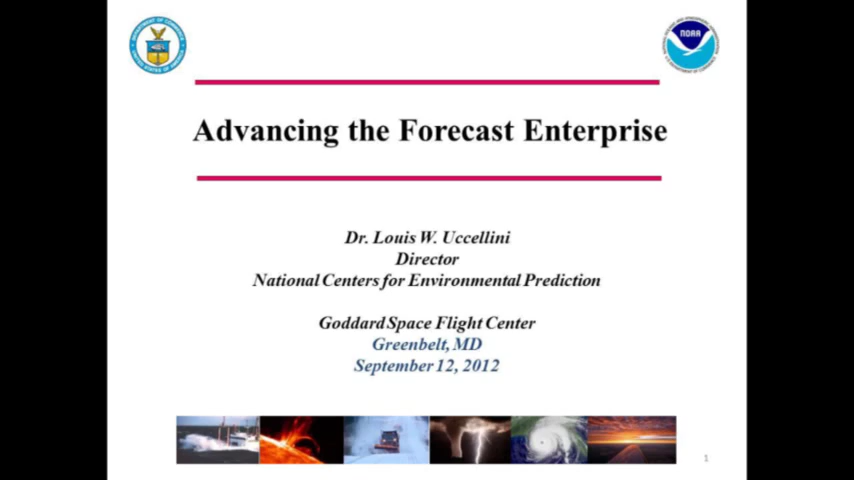 NOAA
Advancing the Forecast Enterprise
Dr. Louis W. Uccellini
Director
National Centers for Environmental Prediction
Goddard Space Flight Center
Greenbelt, MD
September 12, 2012
1